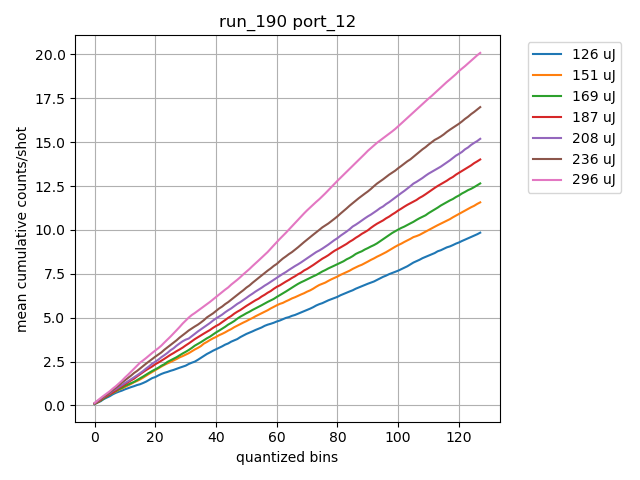 run_190 port_12
mean cumulative counts/shot
20.0
17.5
15.0
12.5
10.0
7.5
5.0
2.5
0.0
0 20 40 60 80 100 120
quantized bins
126 uJ
151 uJ
169 uJ
187 uJ
208 uJ
236 uJ
296 uJ